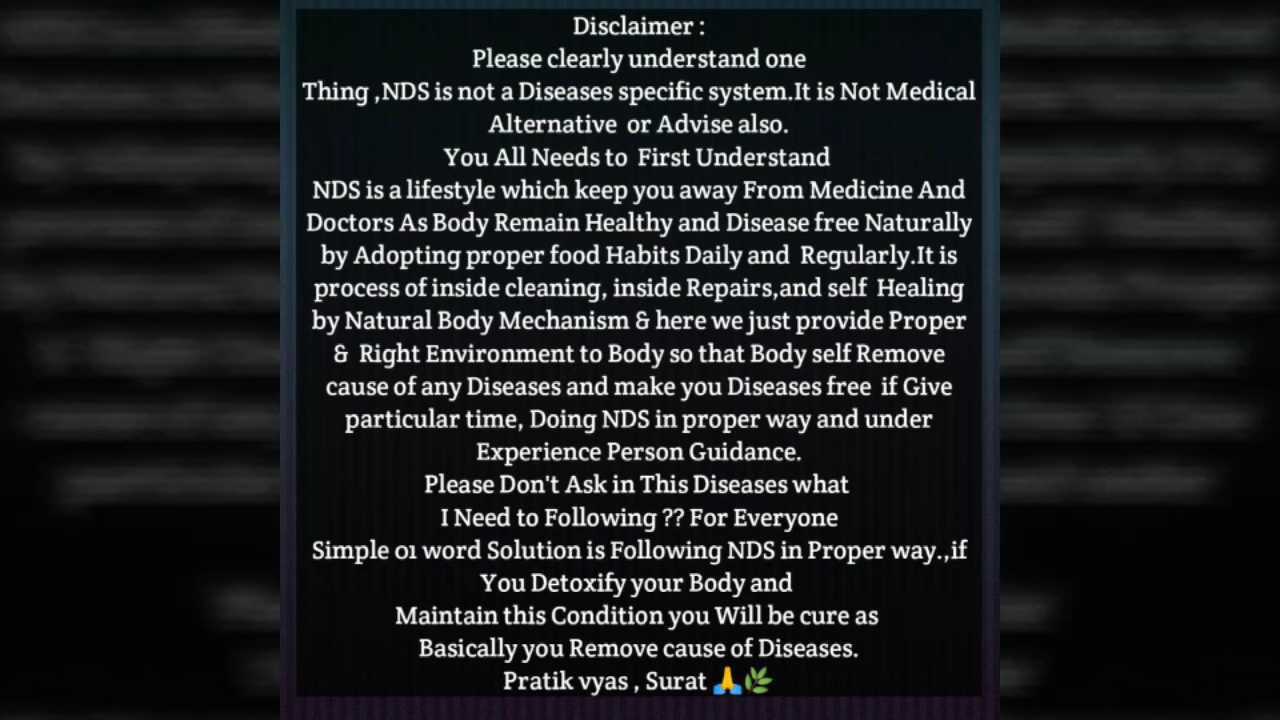 Disclaimer :
Please clearly understand one
Thing ,NDS is not a Diseases specific system.It is Not Medical
Alternative or Advise also.
You All Needs to First Understand
NDS is a lifestyle which keep you away From Medicine And
Doctors As Body Remain Healthy and Disease free Naturally
by Adopting proper food Habits Daily and Regularly.It is
process of inside cleaning, inside Repairs,and self Healing
by Natural Body Mechanism & here we just provide Proper
& Right Environment to Body so that Body self Remove
cause of any Diseases and make you Diseases free if Give
particular time, Doing NDS in proper way and under
Experience Person Guidance.
Please Don't Ask in This Diseases what
I Need to Following ?? For Everyone
Simple 01 word Solution is Following NDS in Proper way.,if
You Detoxify your Body and
Maintain this Condition you Will be cure as
Basically you Remove cause of Diseases.
Pratik vyas , Surat 🙏🌿